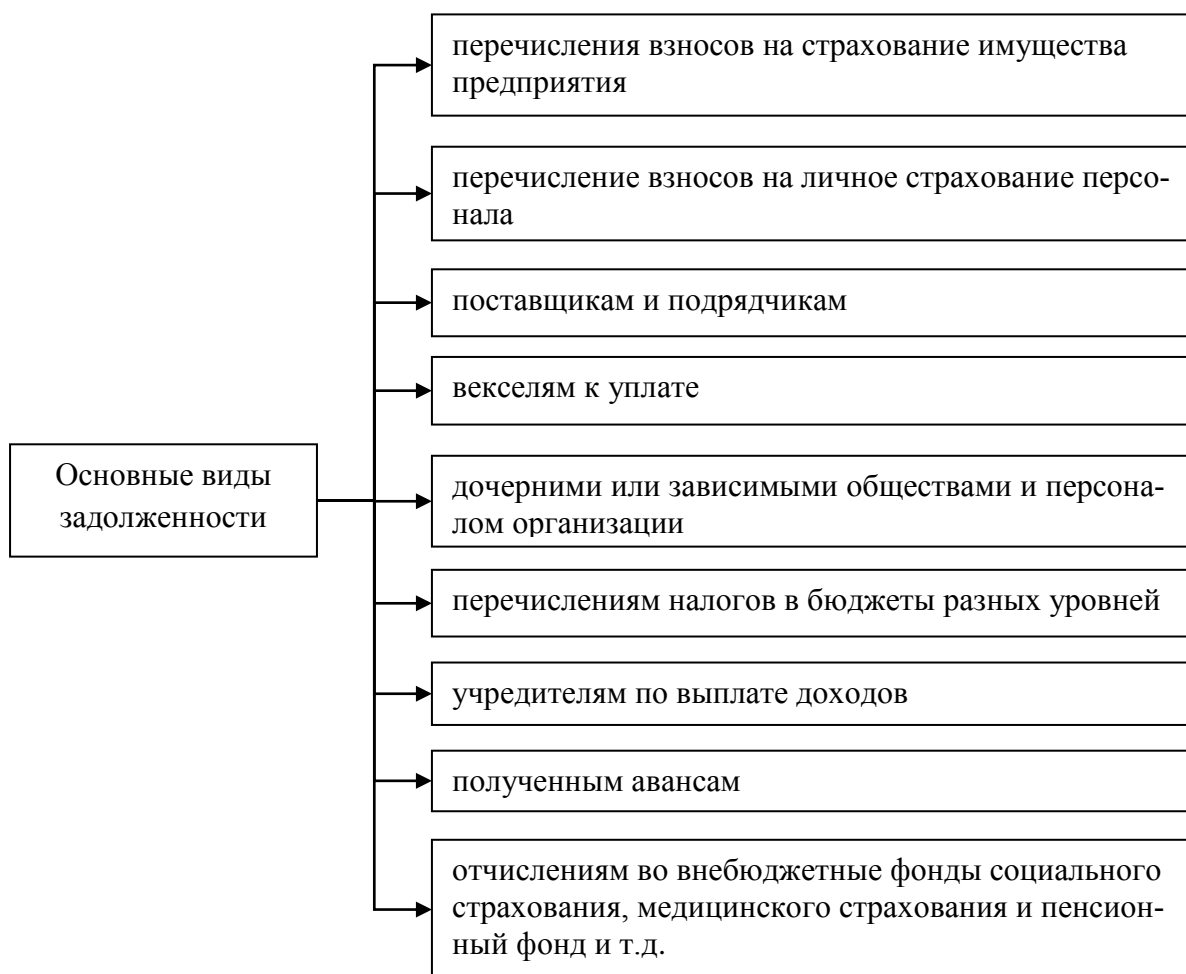 перечисления взносов на страхование имущества
предприятия
перечисление взносов на личное страхование персо-
нала
поставщикам и подрядчикам
векселям к уплате
Основные виды
задолженности
дочерними или зависимыми обществами и персона-
лом организации
перечислениям налогов в бюджеты разных уровней
учредителям по выплате доходов
полученным авансам
отчислениям во внебюджетные фонды социального
страхования, медицинского страхования и пенсион-
ный фонд и т.д.